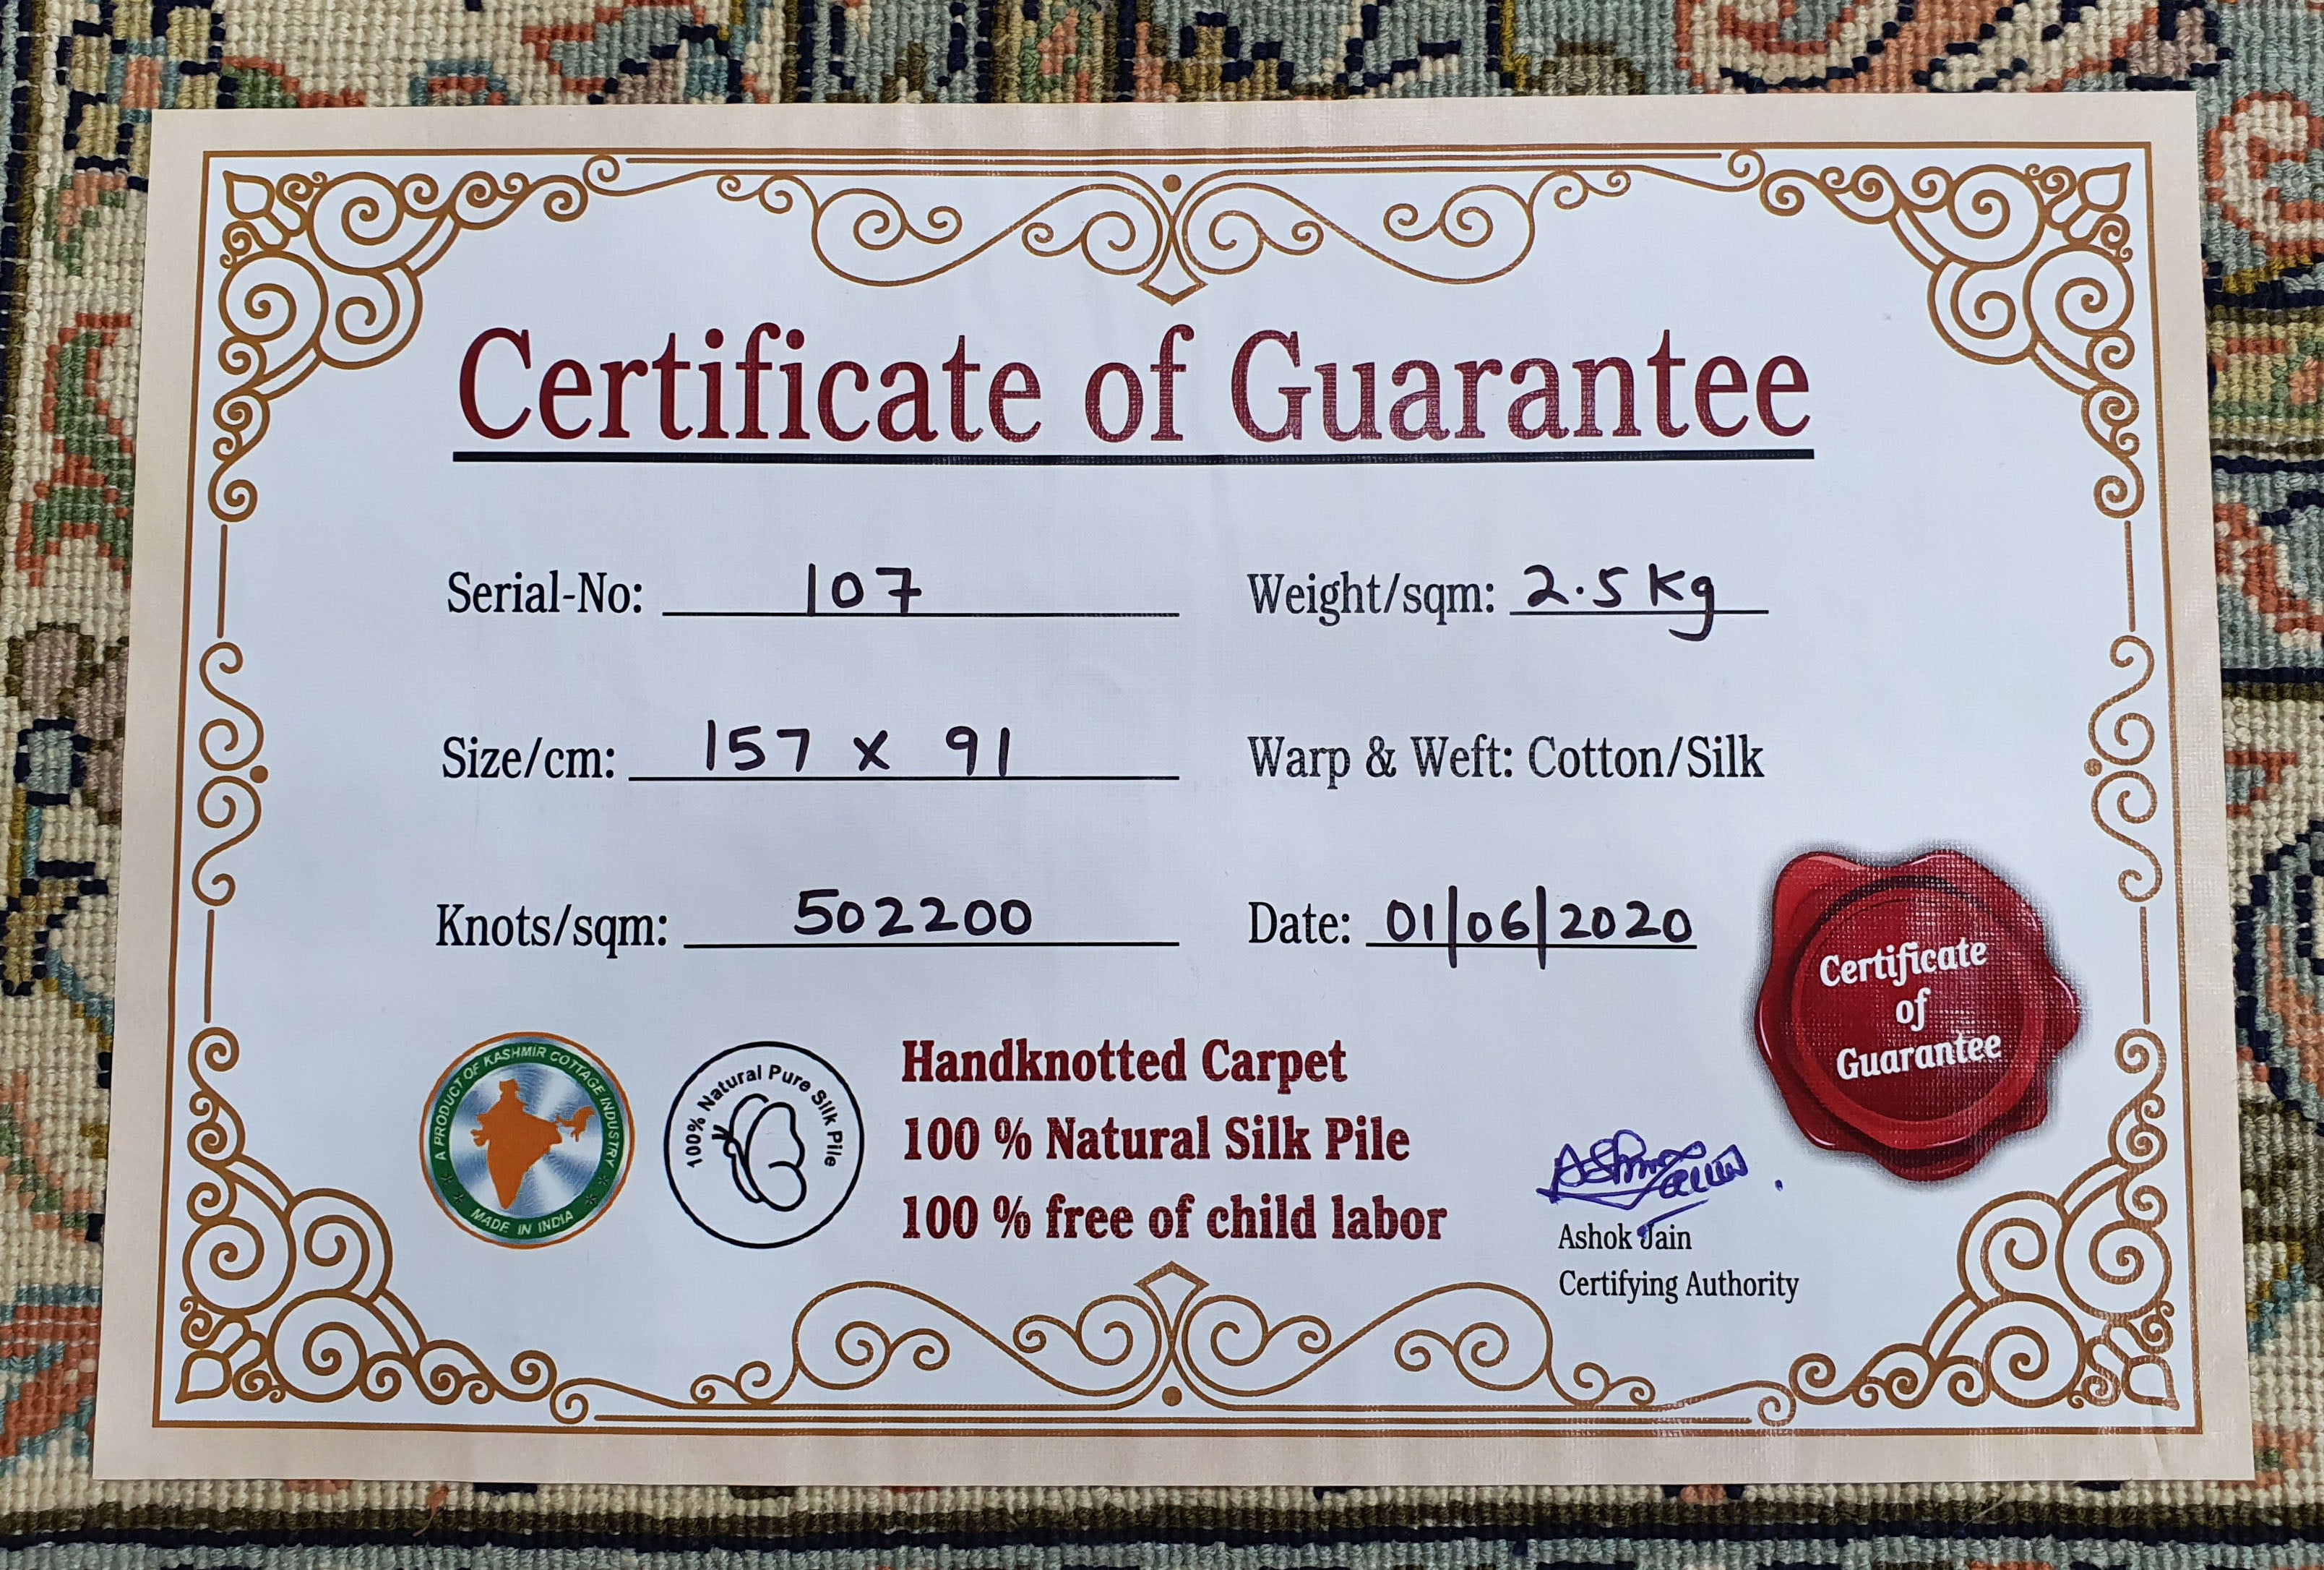 Certificate of Guarantee
Serial-No: 107
Weight/sqm: 2.5 Kg
Size/cm: 157 x 91
Warp & Weft: Cotton/Silk
Knots/sqm: 502200
Date: 01/06/2020
Certificate
of
Guarantee
A PRODUCT OF KASHMIR COTTAGE INDUSTRY
MADE IN INDIA
100% Natural Pure Silk Pile
Handknotted Carpet
100 % Natural Silk Pile
100 % free of child labor
Ashok Jain
Certifying Authority